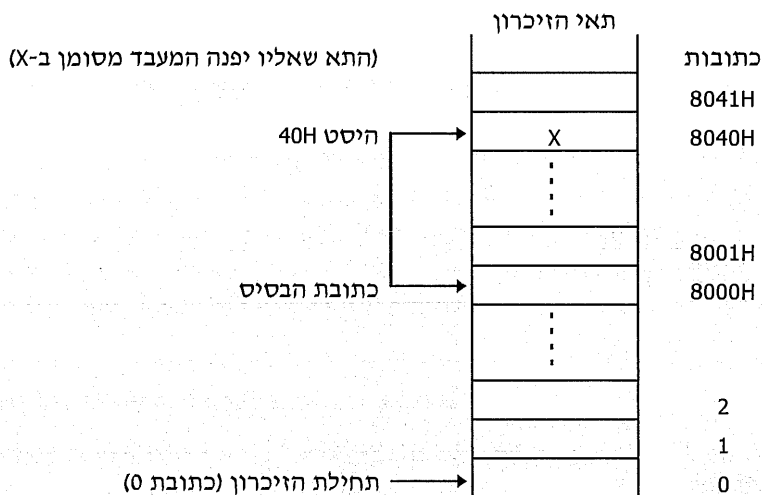 תאי הזיכרון
כתובות
(התא שאליו יפנה המעבד מסומן ב-X)
8041H
היסט 40H
X
8040H
8001H
כתובת הבסיס
8000H
2
1
תחילת הזיכרון (כתובת 0)
0